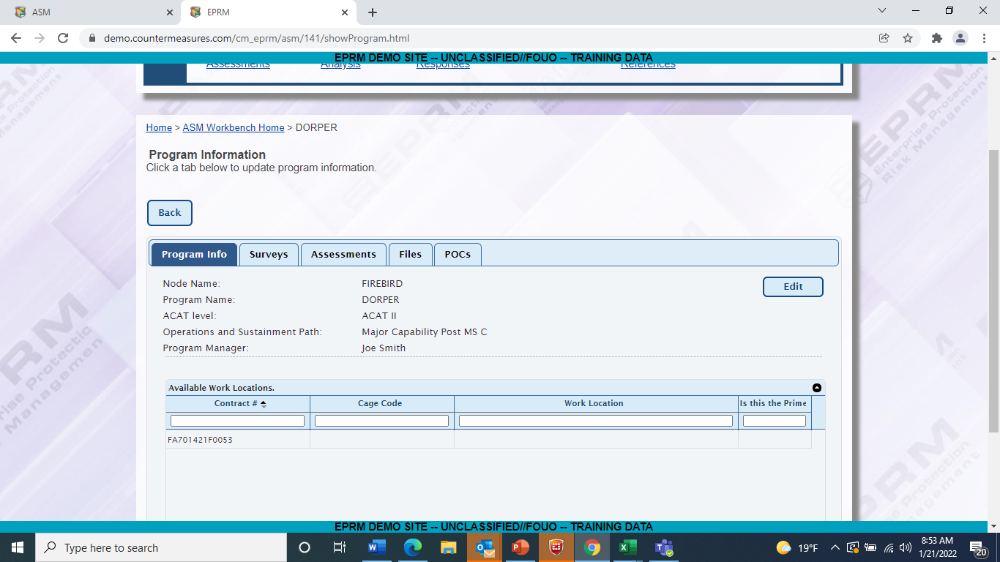 ASM
EPRM
demo.countermeasures.com/cm_eprm/asm/141/showProgram.html
EPRM DEMO SITE -- UNCLASSIFIED//FOUO -- TRAINING DATA
Assessments Analysis Responses References
Home > ASM Workbench Home > DORPER
Program Information
Click a tab below to update program information.
Back
Program Info Surveys Assessments Files POCs
Node Name: FIREBIRD
Edit
Program Name: DORPER
ACAT level: ACAT II
Operations and Sustainment Path: Major Capability Post MS C
Program Manager: Joe Smith
Available Work Locations.
Contract # Cage Code Work Location Is this the Prime
FA701421F0053
EPRM DEMO SITE -- UNCLASSIFIED//FOUO -- TRAINING DATA
Type here to search
19°F
8:53 AM
1/21/2022
20
EPRM
Enterprise Protection
Risk Management